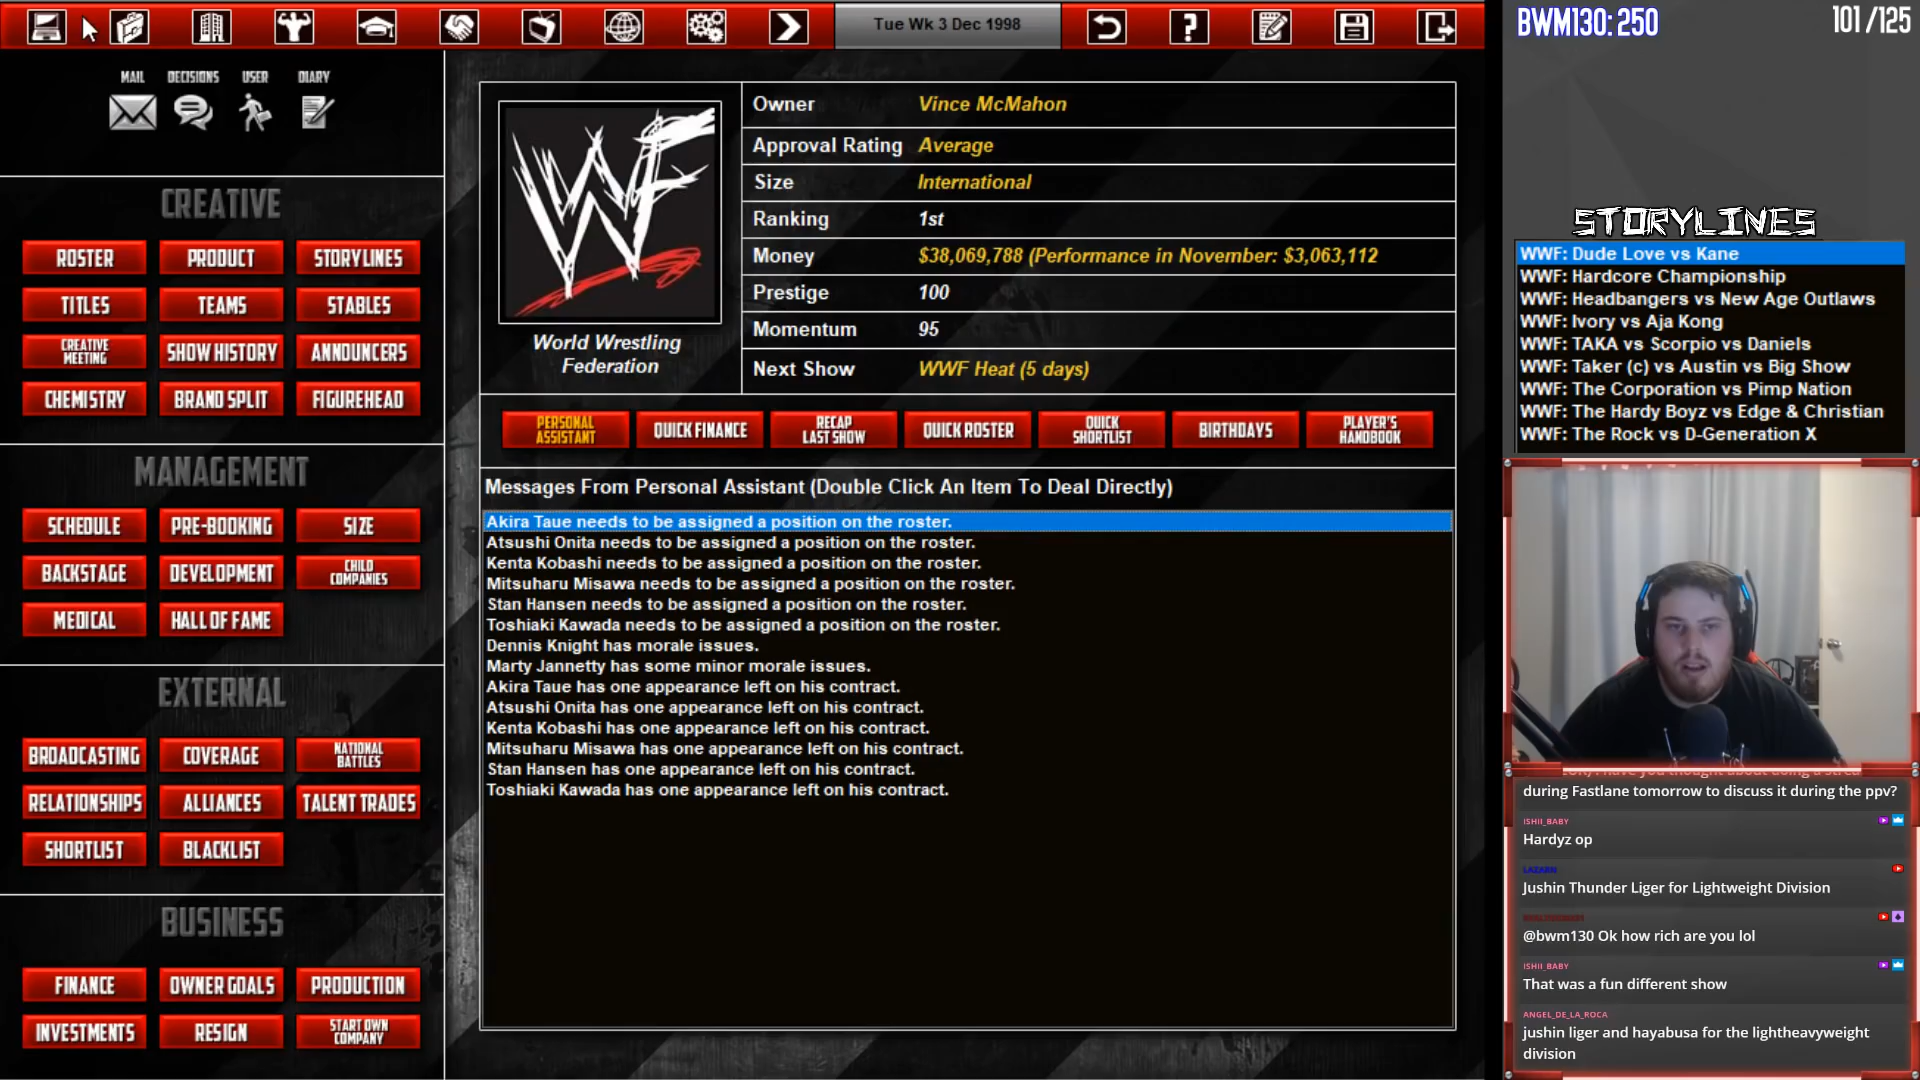 Tue Wk 3 Dec 1998
BWM130: 250
101 /125
MAIL
DECISIONS
USER
DIARY
CREATIVE
ROSTER
PRODUCT
STORYLINES
TITLES
TEAMS
STABLES
CREATIVE MEETING
SHOW HISTORY
ANNOUNCERS
CHEMISTRY
BRAND SPLIT
FIGUREHEAD
MANAGEMENT
SCHEDULE
PRE-BOOKING
SIZE
BACKSTAGE
DEVELOPMENT
CHILD COMPANIES
MEDICAL
HALL OF FAME
EXTERNAL
BROADCASTING
COVERAGE
NATIONAL BATTLES
RELATIONSHIPS
ALLIANCES
TALENT TRADES
SHORTLIST
BLACKLIST
BUSINESS
FINANCE
OWNER GOALS
PRODUCTION
INVESTMENTS
RESIGN
START OWN COMPANY
WWF
World Wrestling
Federation
Owner Vince McMahon
Approval Rating Average
Size International
Ranking 1st
Money $38,069,788 (Performance in November: $3,063,112
Prestige 100
Momentum 95
Next Show WWF Heat (5 days)
PERSONAL ASSISTANT
QUICK FINANCE
RECAP LAST SHOW
QUICK ROSTER
QUICK SHORTLIST
BIRTHDAYS
PLAYER'S HANDBOOK
Messages From Personal Assistant (Double Click An Item To Deal Directly)
Akira Taue needs to be assigned a position on the roster.
Atsushi Onita needs to be assigned a position on the roster.
Kenta Kobashi needs to be assigned a position on the roster.
Mitsuharu Misawa needs to be assigned a position on the roster.
Stan Hansen needs to be assigned a position on the roster.
Toshiaki Kawada needs to be assigned a position on the roster.
Dennis Knight has morale issues.
Marty Jannetty has some minor morale issues.
Akira Taue has one appearance left on his contract.
Atsushi Onita has one appearance left on his contract.
Kenta Kobashi has one appearance left on his contract.
Mitsuharu Misawa has one appearance left on his contract.
Stan Hansen has one appearance left on his contract.
Toshiaki Kawada has one appearance left on his contract.
STORYLINES
WWF: Dude Love vs Kane
WWF: Hardcore Championship
WWF: Headbangers vs New Age Outlaws
WWF: Ivory vs Aja Kong
WWF: TAKA vs Scorpio vs Daniels
WWF: Taker (c) vs Austin vs Big Show
WWF: The Corporation vs Pimp Nation
WWF: The Hardy Boyz vs Edge & Christian
WWF: The Rock vs D-Generation X
during Fastlane tomorrow to discuss it during the ppv?
ISHII_BABY
Hardyz op
LAZARN
Jushin Thunder Liger for Lightweight Division
@bwm130 Ok how rich are you lol
ISHII_BABY
That was a fun different show
ANGEL_DE_LA_ROCA
jushin liger and hayabusa for the lightheavyweight
division